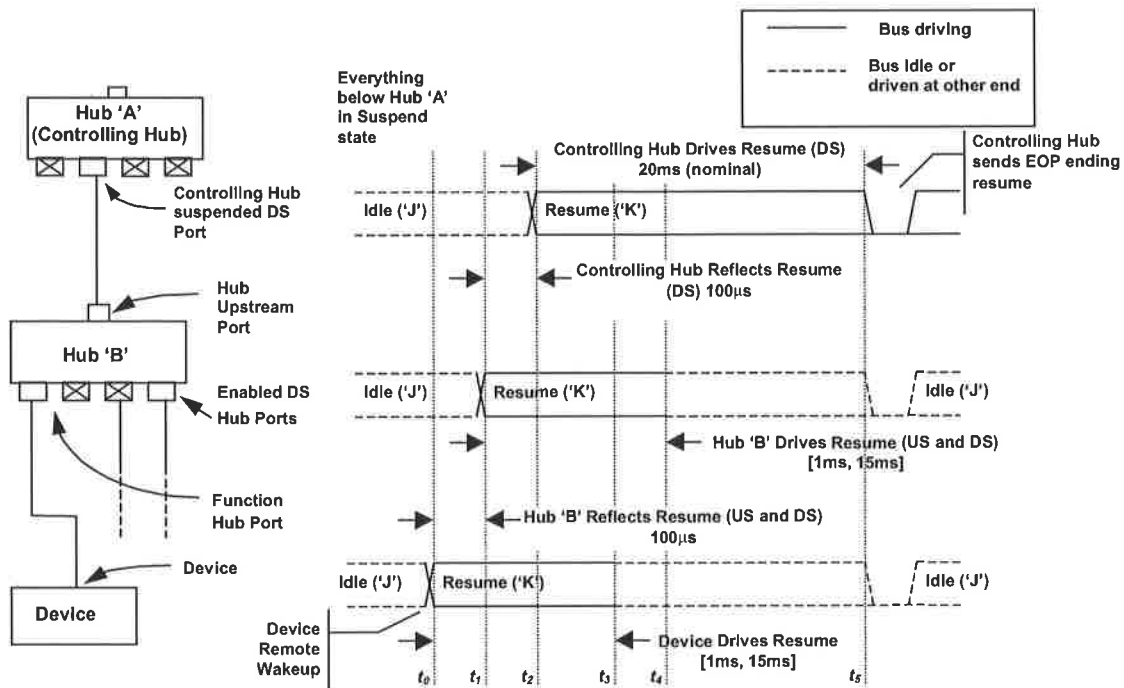 Bus driving
Bus Idle or
driven at other end
Everything
below Hub 'A'
in Suspend
state
Hub 'A'
(Controlling Hub)
Controlling Hub
suspended DS
Port
Controlling Hub Drives Resume (DS)
20ms (nominal)
Controlling Hub
sends EOP ending
resume
Idle ('J')
Resume ('K')
Controlling Hub Reflects Resume
(DS) 100µs
Hub
Upstream
Port
Hub 'B'
Enabled DS
Hub Ports
Idle ('J')
Resume ('K')
Idle ('J')
Hub 'B' Drives Resume (US and DS)
[1ms, 15ms]
Function
Hub Port
Hub 'B' Reflects Resume (US and DS)
100µs
Device
Device
Idle ('J')
Resume ('K')
Idle ('J')
Device
Remote
Wakeup
Device Drives Resume
[1ms, 15ms]
t0 t1 t2 t3 t4 t5